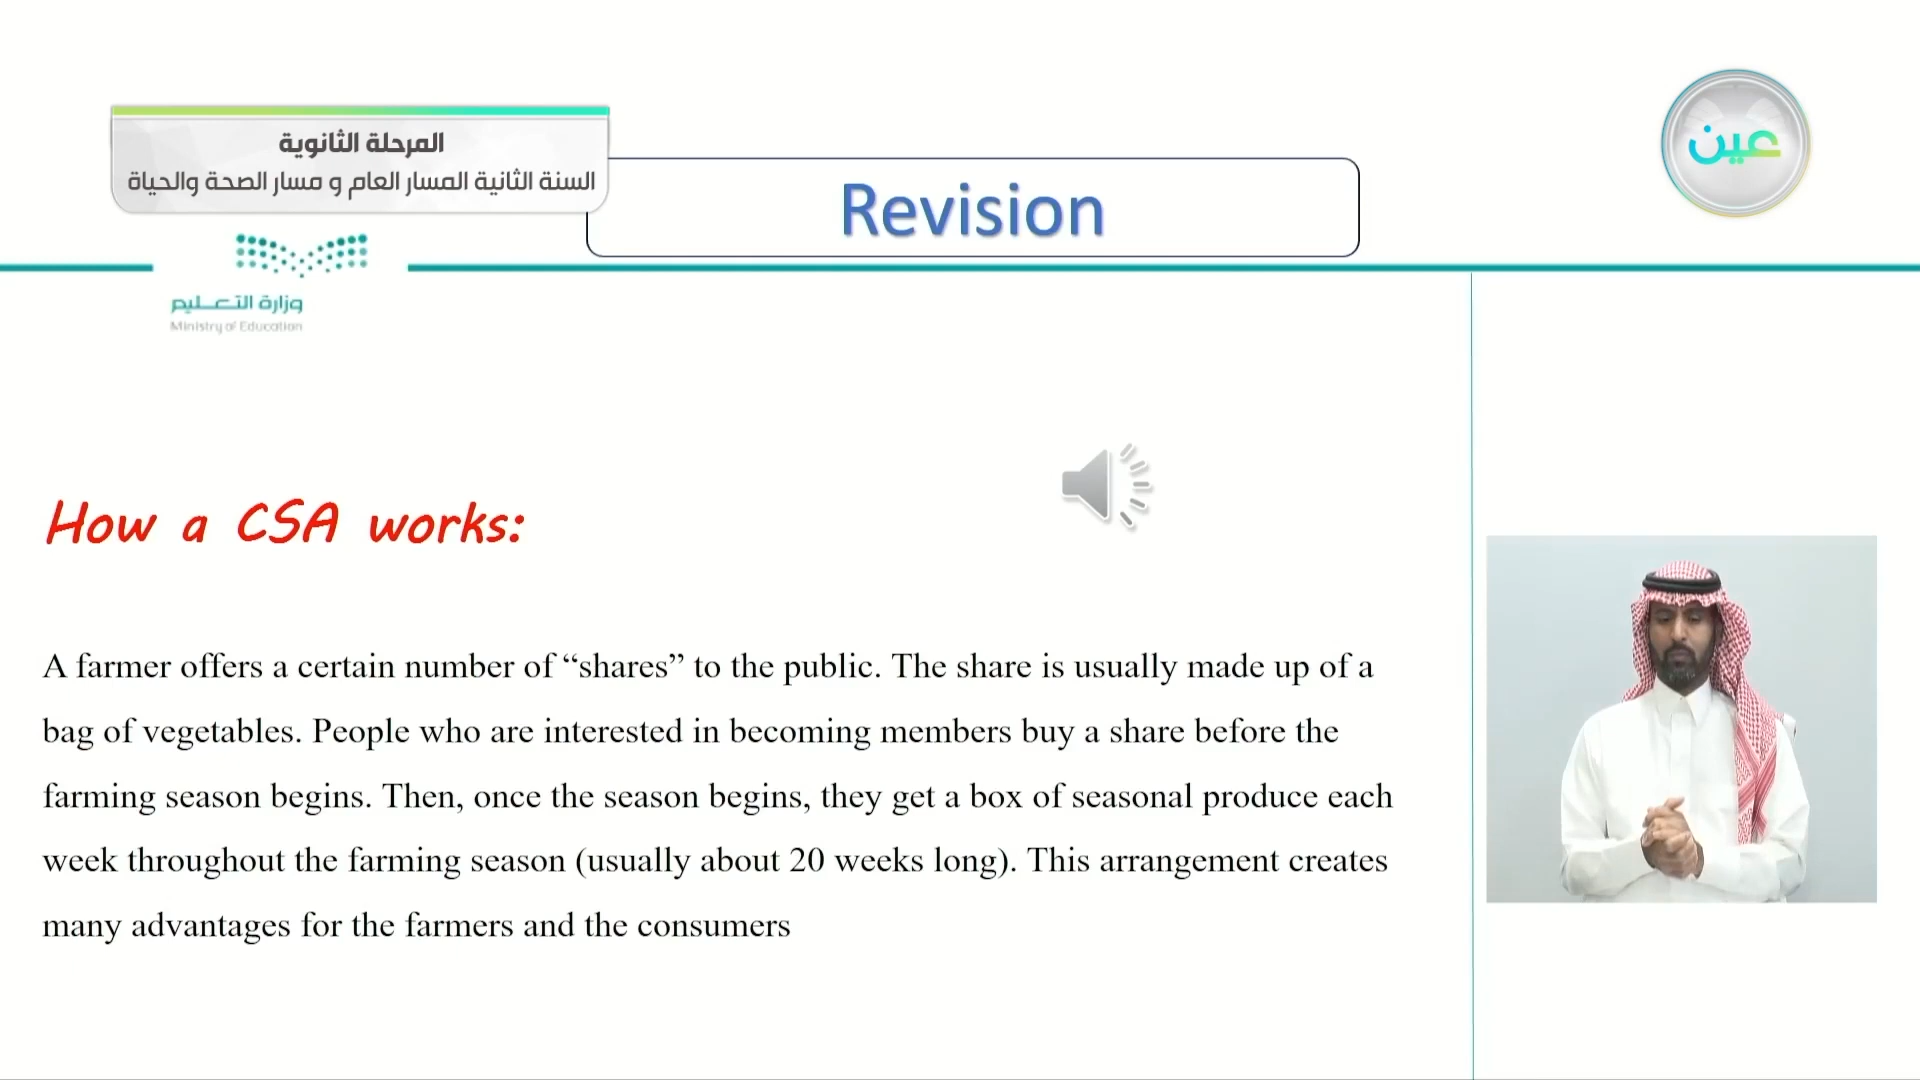 المرحلة الثانوية
السنة الثانية المسار العام و مسار الصحة والحياة
عين
Revision
وزارة التعليم
Ministry of Education
How a CSA works:
A farmer offers a certain number of “shares” to the public. The share is usually made up of a
bag of vegetables. People who are interested in becoming members buy a share before the
farming season begins. Then, once the season begins, they get a box of seasonal produce each
week throughout the farming season (usually about 20 weeks long). This arrangement creates
many advantages for the farmers and the consumers